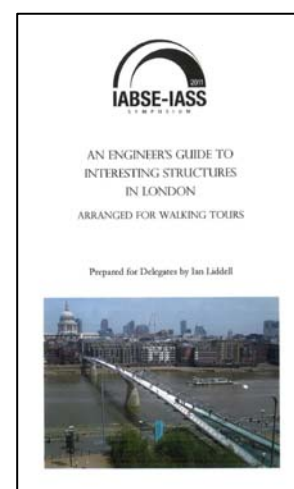 2011
IABSE-IASS
SYMPOSIUM
AN ENGINEER'S GUIDE TO
INTERESTING STRUCTURES
IN LONDON
ARRANGED FOR WALKING TOURS
Prepared for Delegates by Ian Liddell